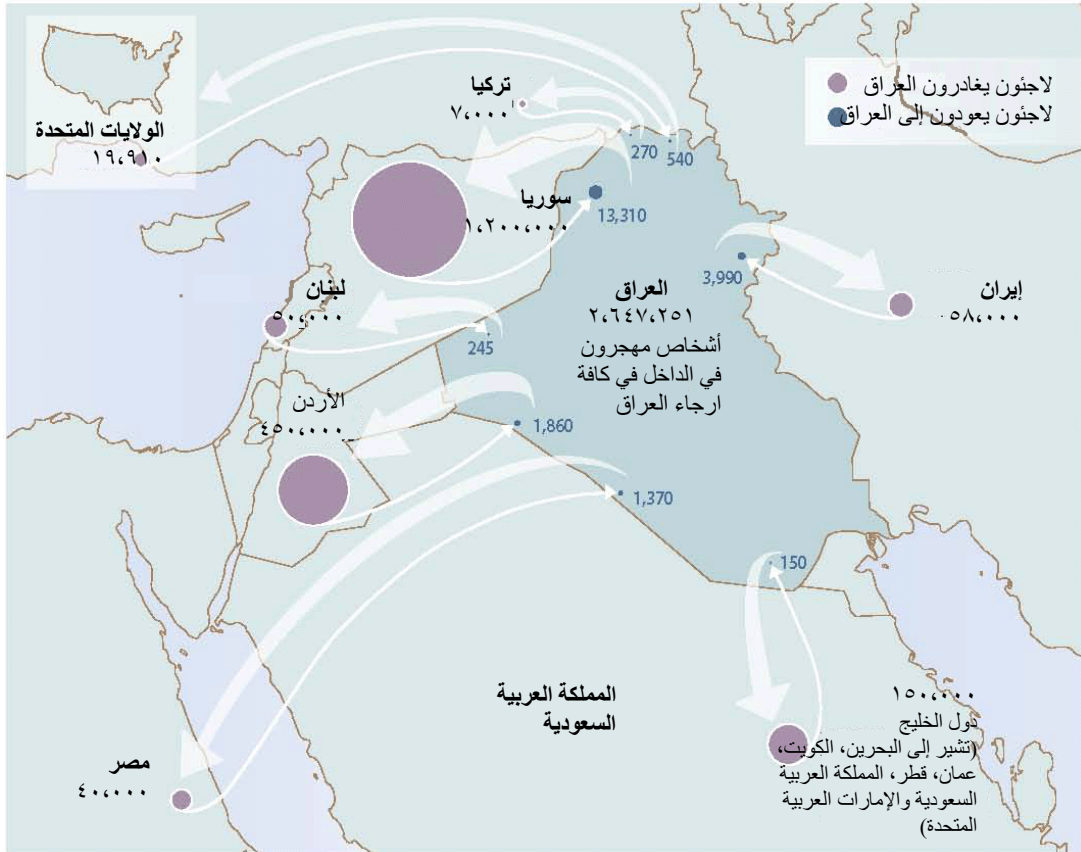 لاجئون يغادرون العراق
لاجئون يعودون إلى العراق
الولايات المتحدة
١٩،٩١٠
تركيا
٧،٠٠٠
270
540
سوريا
١،٢٠٠،٠٠٠
13,310
3,990
إيران
٥٨،٠٠٠
لبنان
٥٠،٠٠٠
245
العراق
٢،٦٤٧،٢٥١
أشخاص مهجرون
في الداخل في كافة
ارجاء العراق
الأردن
٤٥٠،٠٠٠
1,860
1,370
150
المملكة العربية
السعودية
مصر
٤٠،٠٠٠
١٥٠،٠٠٠
دول الخليج
(تشير إلى البحرين، الكويت،
عمان، قطر، المملكة العربية
السعودية والإمارات العربية
المتحدة)